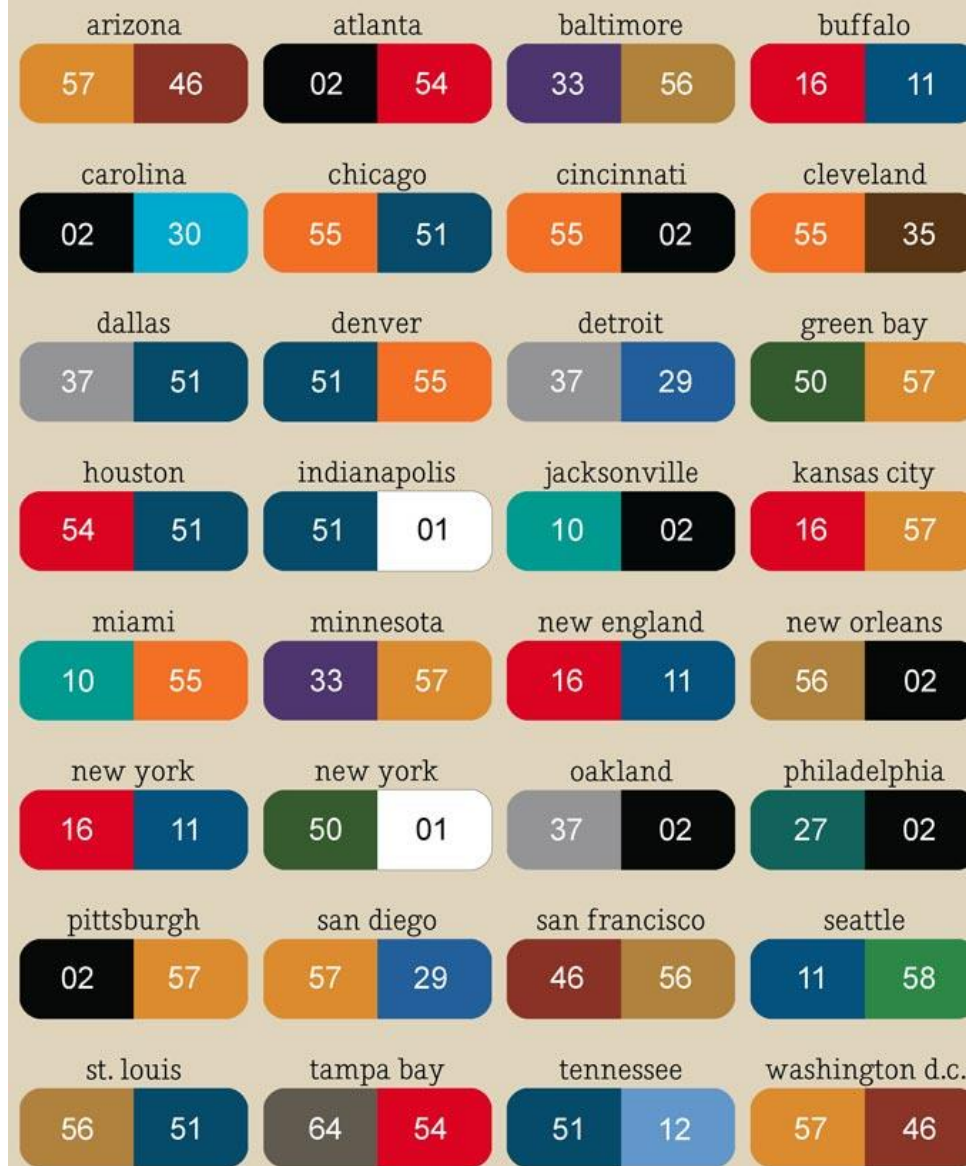 arizona atlanta baltimore buffalo
57 46 02 54 33 56 16 11
carolina chicago cincinnati cleveland
02 30 55 51 55 02 55 35
dallas denver detroit green bay
37 51 51 55 37 29 50 57
houston indianapolis jacksonville kansas city
54 51 51 01 10 02 16 57
miami minnesota new england new orleans
10 55 33 57 16 11 56 02
new york new york oakland philadelphia
16 11 50 01 37 02 27 02
pittsburgh san diego san francisco seattle
02 57 57 29 46 56 11 58
st. louis tampa bay tennessee washington d.c.
56 51 64 54 51 12 57 46